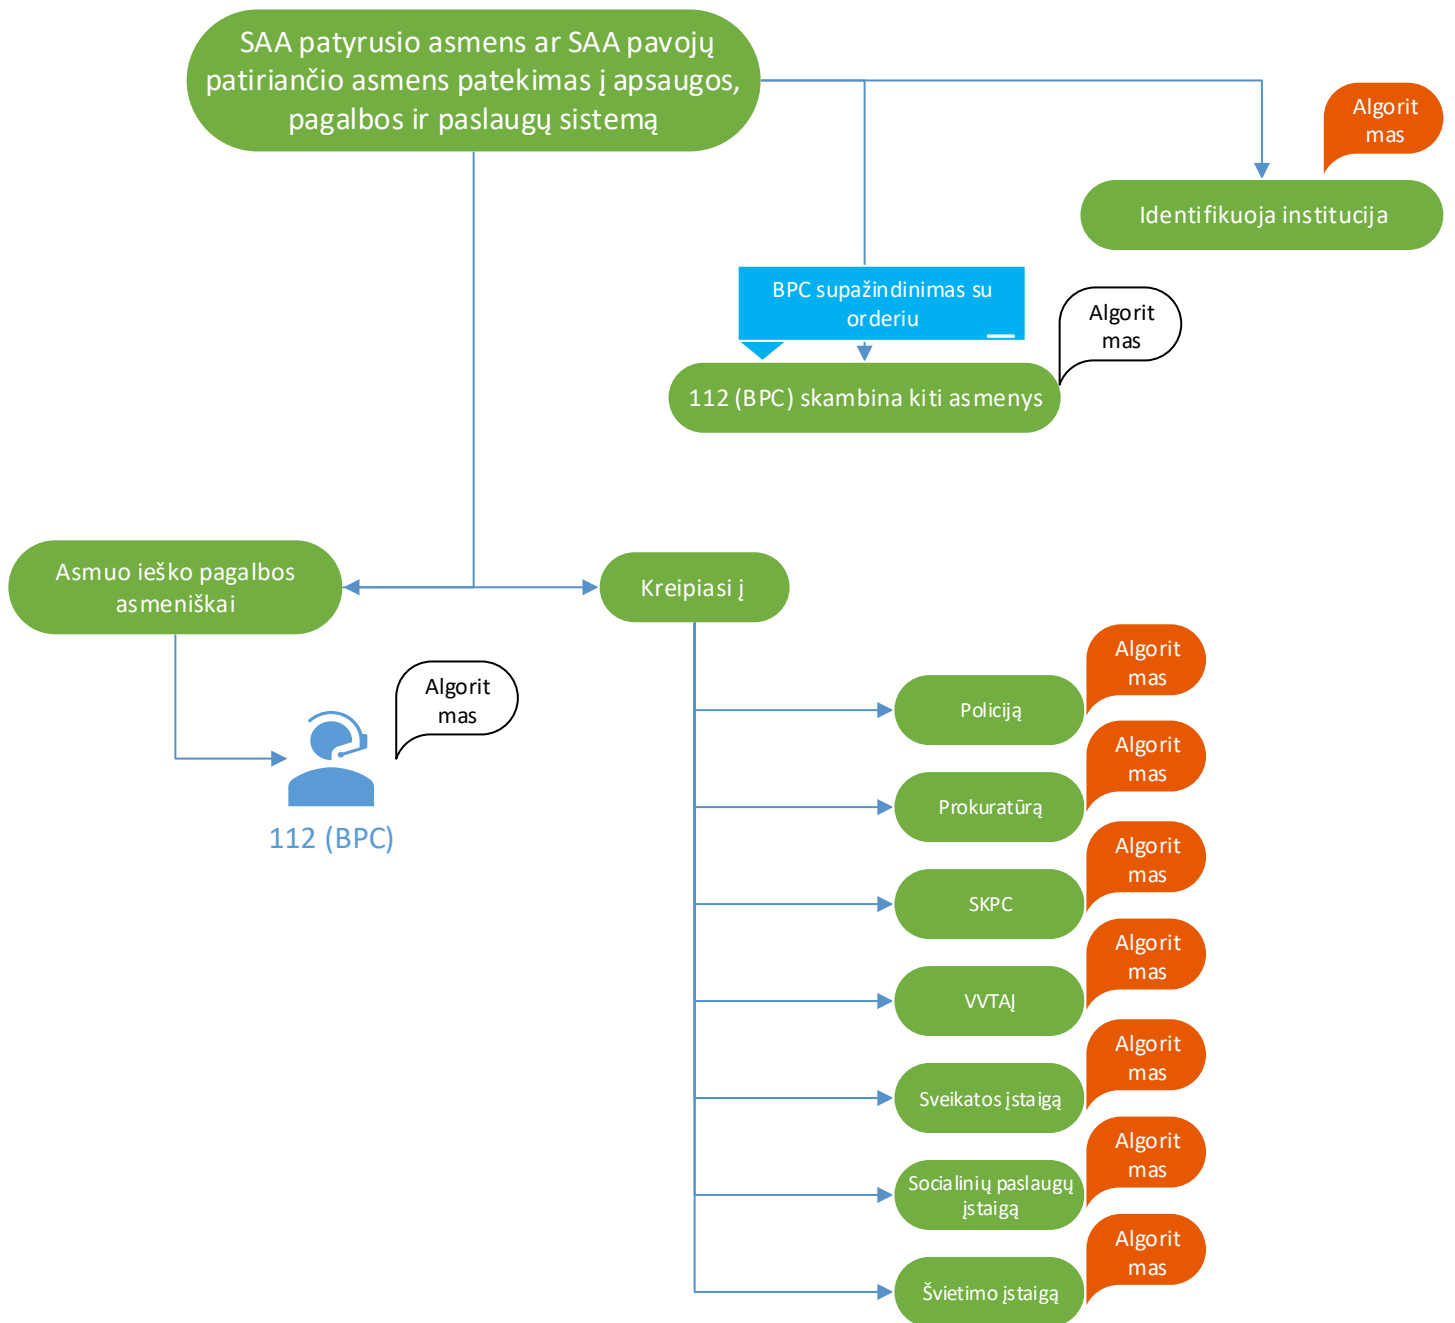 SAA patyrusio asmens ar SAA pavojų
patiriančio asmens patekimas į apsaugos,
pagalbos ir paslaugų sistemą
Algorit
mas
Identifikuoja institucija
BPC supažindinimas su
orderiu
Algorit
mas
112 (BPC) skambina kiti asmenys
Asmuo ieško pagalbos
asmeniškai
Kreipiasi į
Algorit
mas
112 (BPC)
Algorit
mas
Policiją
Algorit
mas
Prokuratūrą
Algorit
mas
SKPC
Algorit
mas
VVTAĮ
Algorit
mas
Sveikatos įstaigą
Algorit
mas
Socialinių paslaugų
įstaigą
Algorit
mas
Švietimo įstaigą